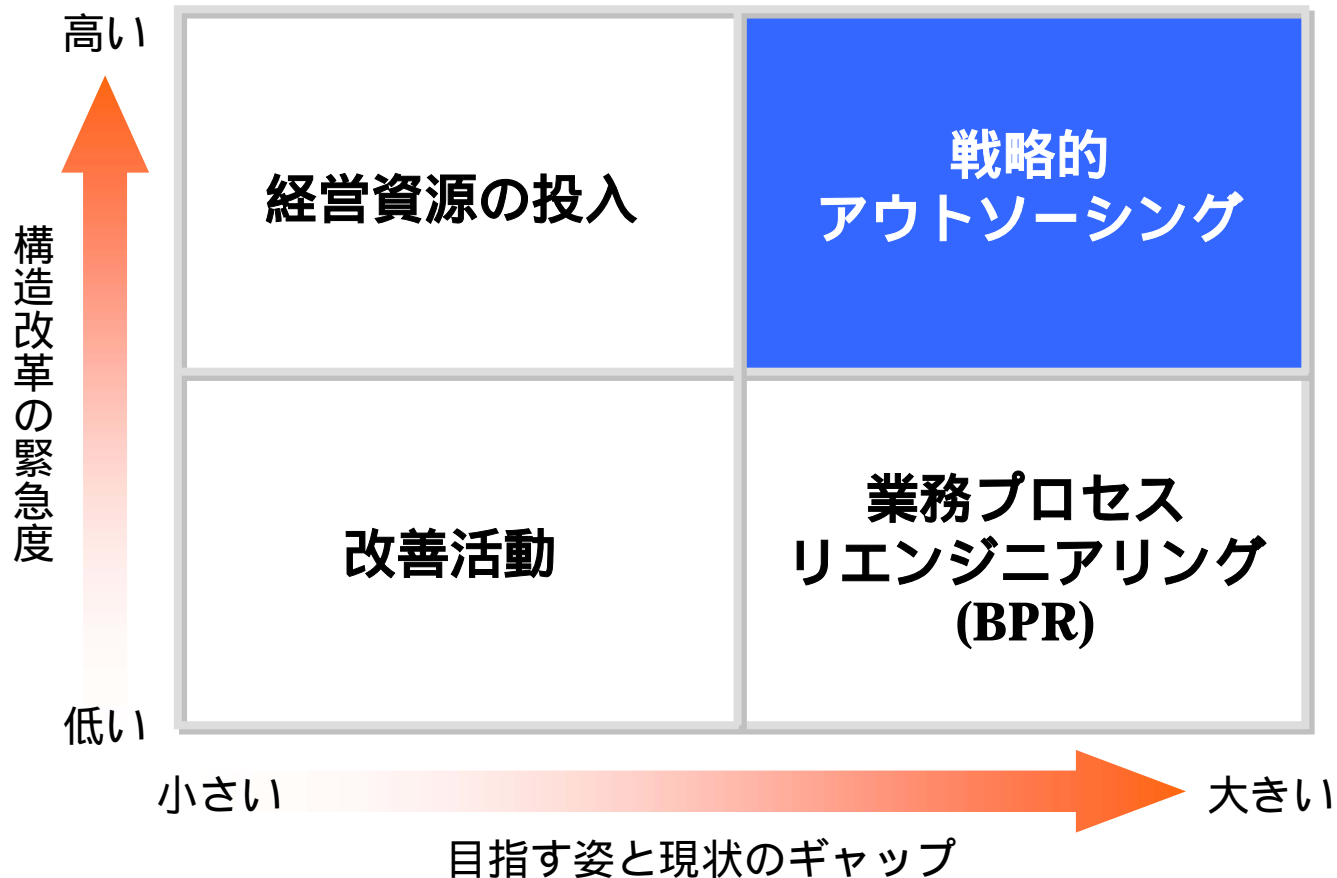 高い
経営資源の投入
戦略的
アウトソーシング
構造改革の緊急度
改善活動
業務プロセス
リエンジニアリング
(BPR)
低い
小さい
大きい
目指す姿と現状のギャップ